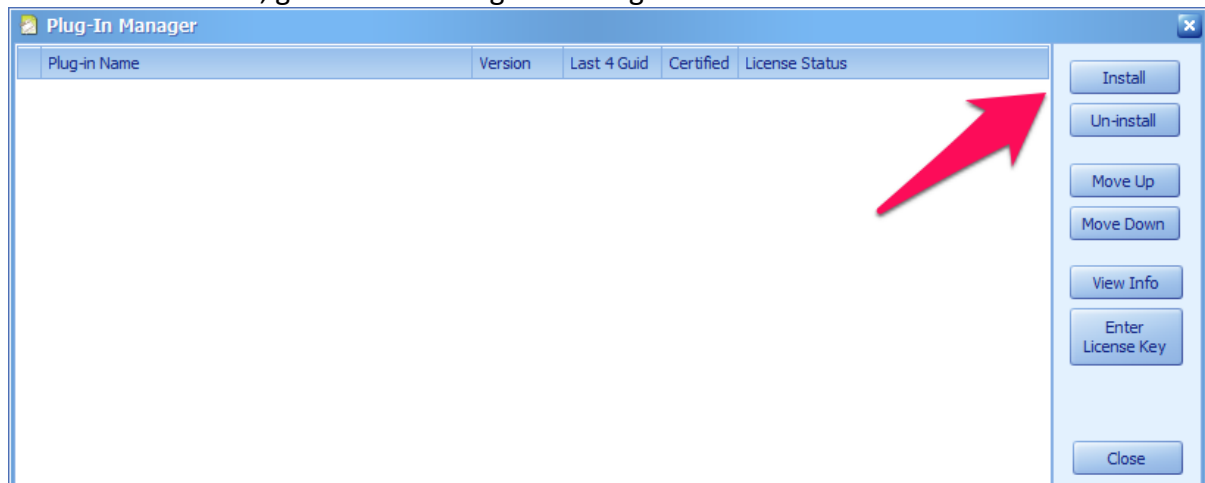 Plug-In Manager
Plug-in Name Version Last 4 Guid Certified License Status
Install
Un-install
Move Up
Move Down
View Info
Enter
License Key
Close